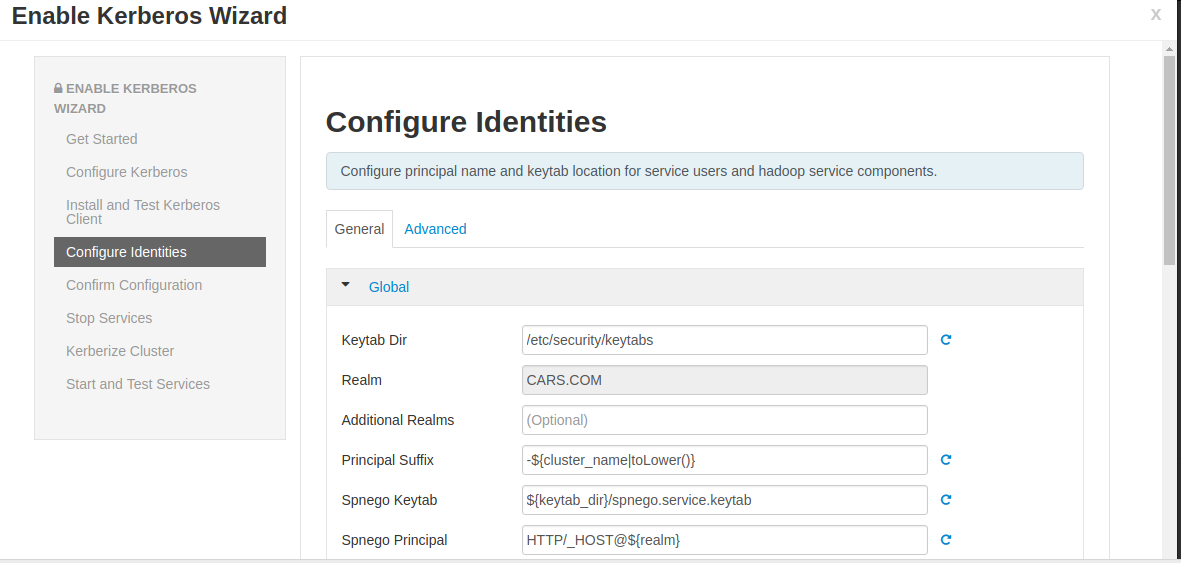 Enable Kerberos Wizard
x
ENABLE KERBEROS
WIZARD
Get Started
Configure Kerberos
Install and Test Kerberos
Client
Configure Identities
Confirm Configuration
Stop Services
Kerberize Cluster
Start and Test Services
Configure Identities
Configure principal name and keytab location for service users and hadoop service components.
General Advanced
Global
Keytab Dir /etc/security/keytabs
Realm CARS.COM
Additional Realms (Optional)
Principal Suffix -${cluster_name|toLower()}
Spnego Keytab ${keytab_dir}/spnego.service.keytab
Spnego Principal HTTP/_HOST@${realm}